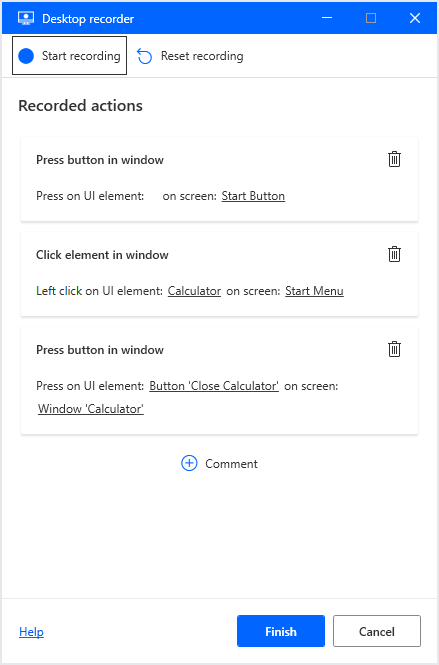 Desktop recorder
Start recording
Reset recording
Recorded actions
Press button in window
Press on UI element: on screen: Start Button
Click element in window
Left click on UI element: Calculator on screen: Start Menu
Press button in window
Press on UI element: Button 'Close Calculator' on screen:
Window 'Calculator'
Comment
Help
Finish
Cancel